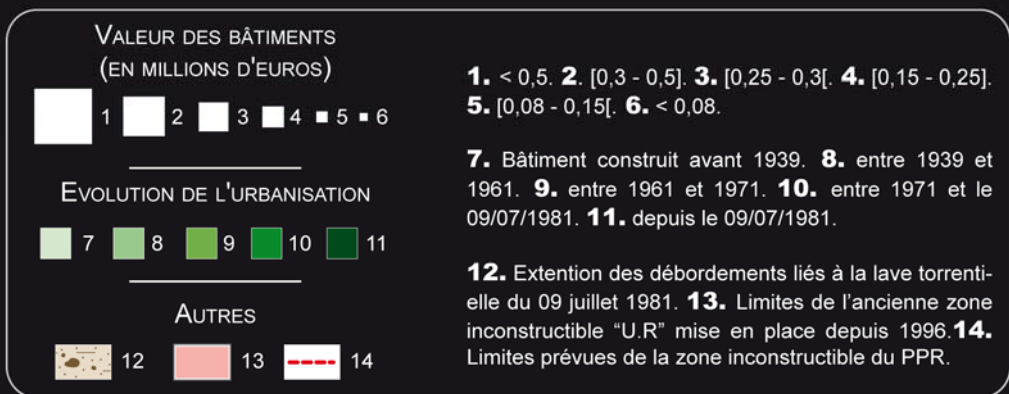 VALEUR DES BÂTIMENTS
(EN MILLIONS D'EUROS)
1 2 3 4 5 6
EVOLUTION DE L'URBANISATION
7 8 9 10 11
AUTRES
12 13 14
1. < 0,5. 2. [0,3 - 0,5]. 3. [0,25 - 0,3[. 4. [0,15 - 0,25].
5. [0,08 - 0,15[. 6. < 0,08.
7. Bâtiment construit avant 1939. 8. entre 1939 et
1961. 9. entre 1961 et 1971. 10. entre 1971 et le
09/07/1981. 11. depuis le 09/07/1981.
12. Extention des débordements liés à la lave torrenti-
elle du 09 juillet 1981. 13. Limites de l'ancienne zone
inconstructible “U.R” mise en place depuis 1996.14.
Limites prévues de la zone inconstructible du PPR.